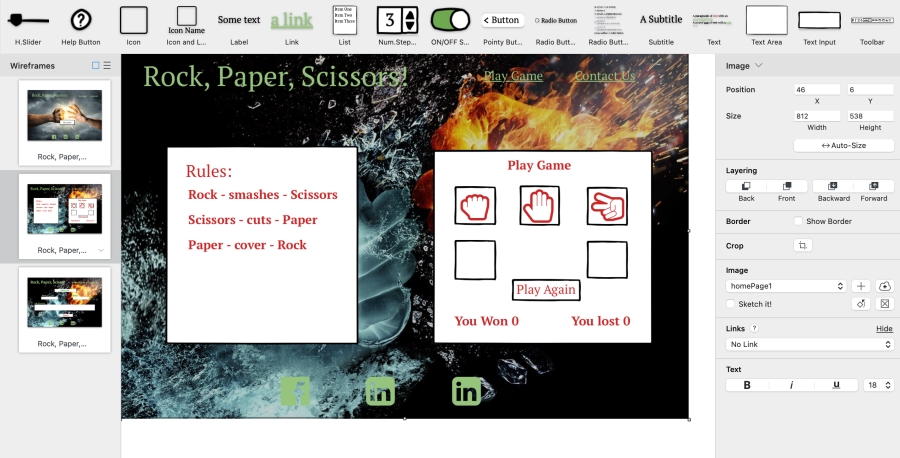 3
Icon Name
Some text
a link
Item One
Item Two
Item Three
Button
Radio Button
A Subtitle
H.Slider
Help Button
Icon
Icon and L...
Label
Link
List
Num.Step...
ON/OFF S...
Pointy But...
Radio Butt...
Radio Butt...
Subtitle
Text
Text Area
Text Input
Toolbar
Wireframes
Rock, Paper,...
Rock, Paper,...
Rock, Paper,...
Rock, Paper, Scissors!
Play Game
Contact Us
Rules:
Rock - smashes - Scissors
Scissors - cuts - Paper
Paper - cover - Rock
Play Game
Play Again
You Won 0
You lost 0
Image
Position
46
6
X
Y
Size
812
538
Width
Height
Auto-Size
Layering
Back
Front
Backward
Forward
Border
Show Border
Crop
Image
homePage1
Sketch it!
Links
?
Hide
No Link
Text
B
i
u
18